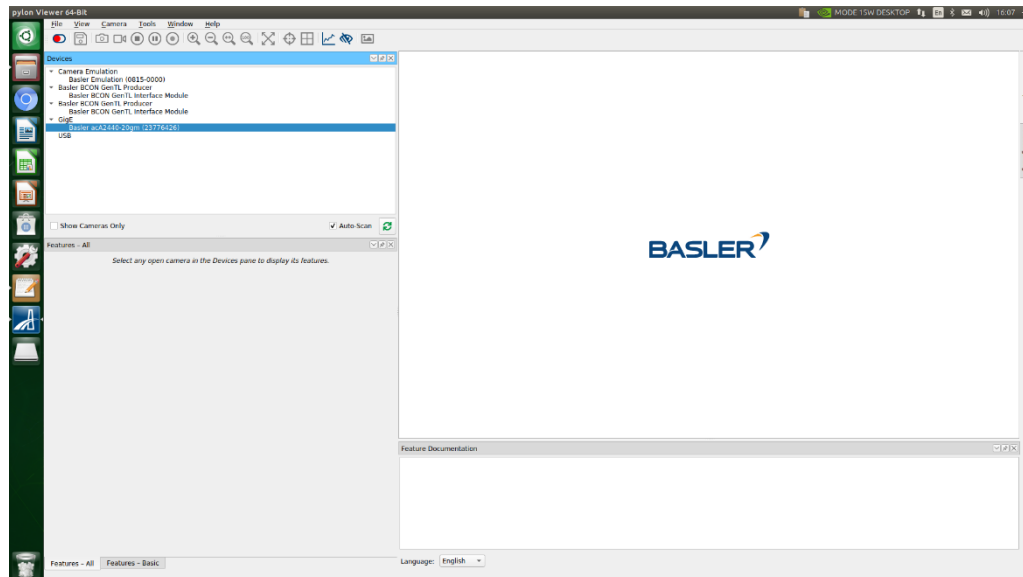 pylon Viewer 64-Bit
MODE 15W DESKTOP En 16:07
File View Camera Tools Window Help
Devices
Camera Emulation
Basler Emulation (0815-0000)
Basler BCON GenTL Producer
Basler BCON GenTL Interface Module
Basler BCON GenTL Producer
Basler BCON GenTL Interface Module
GigE
Basler acA2440-20gm (23776426)
USB
Show Cameras Only
Auto-Scan
Features - All
Select any open camera in the Devices pane to display its features.
BASLER
Feature Documentation
Features - All Features - Basic
Language: English